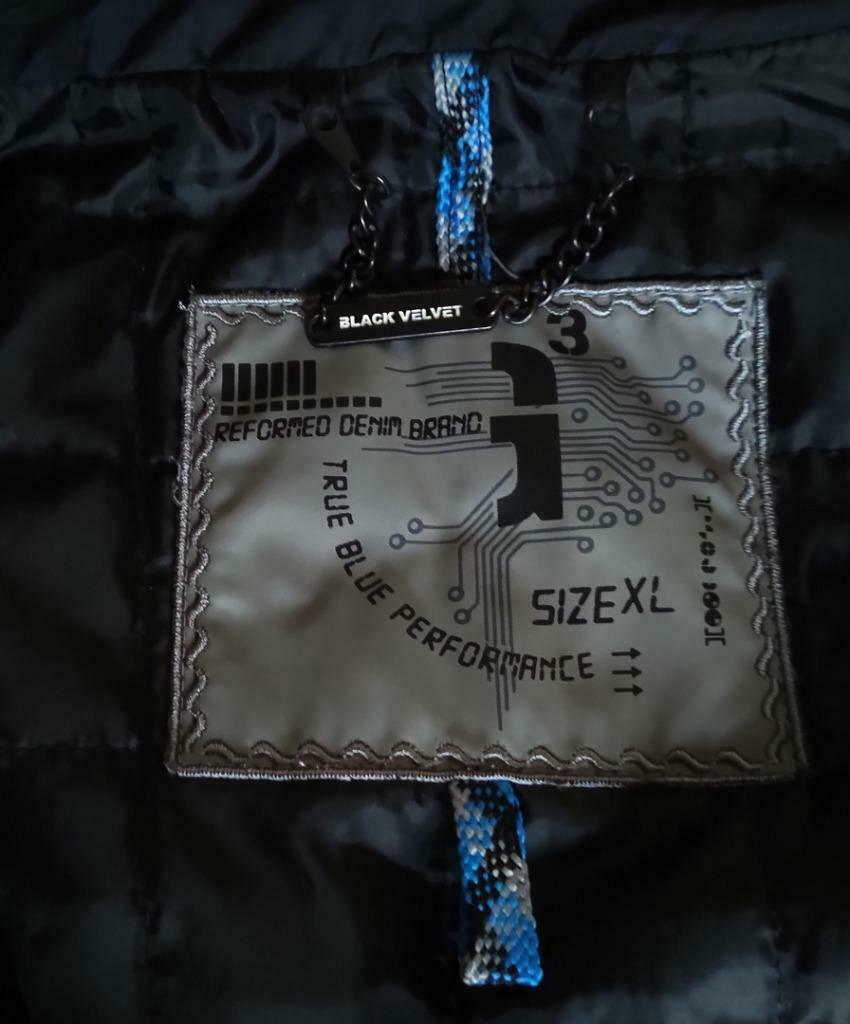 BLACK VELVET
3
REFORMED DENIM BRAND
TRUE BLUE PERFORMANCE
SIZE XL